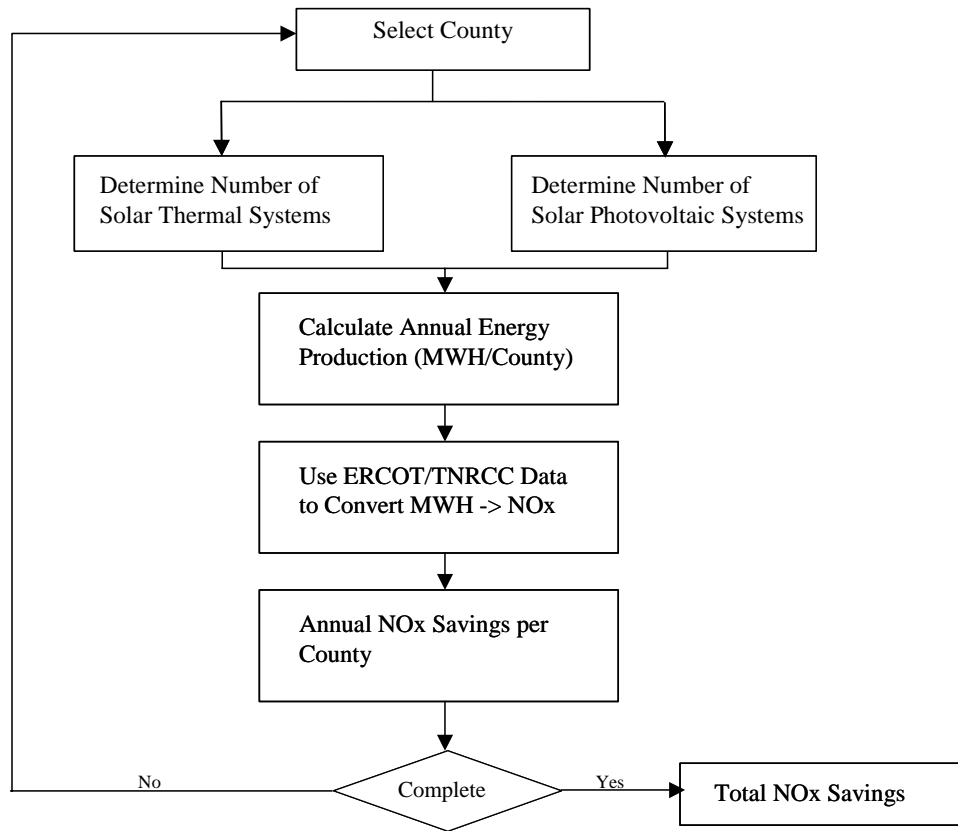 Select County
Determine Number of
Solar Thermal Systems
Determine Number of
Solar Photovoltaic Systems
Calculate Annual Energy
Production (MWH/County)
Use ERCOT/TNRCC Data
to Convert MWH -> NOx
Annual NOx Savings per
County
No
Complete
Yes
Total NOx Savings